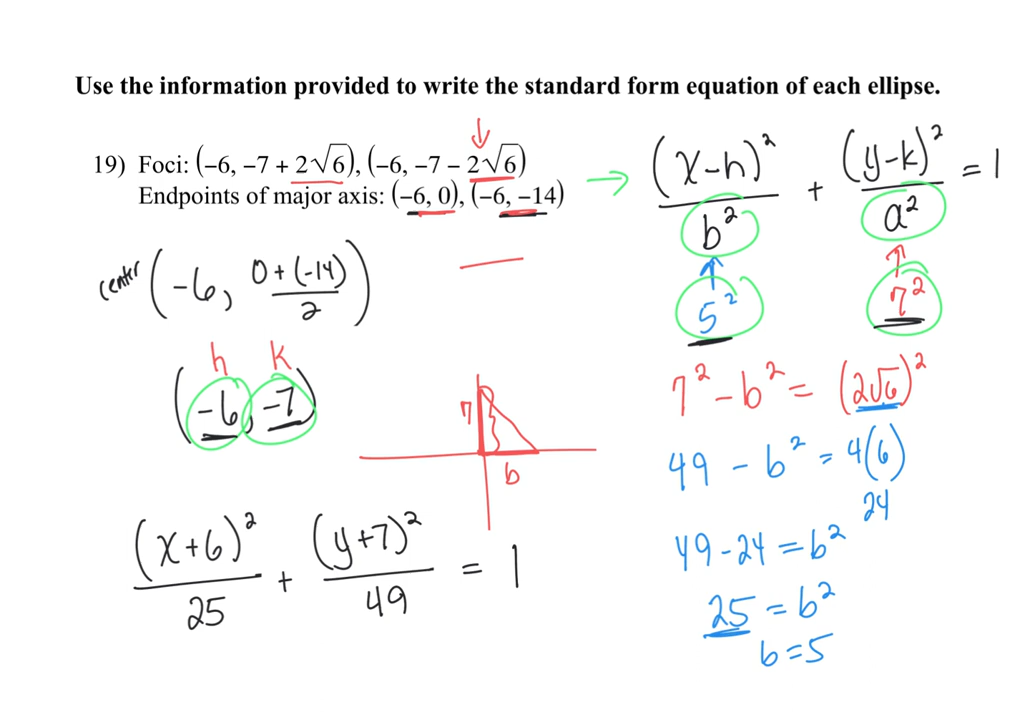 Use the information provided to write the standard form equation of each ellipse.
19) Foci: (−6, −7 + 2√6), (−6, −7 − 2√6)
Endpoints of major axis: (−6, 0), (−6, −14)
→ (x-h)²/b² + (y-k)²/a² = 1
5² 7²
center (-6, 0+(-14)/2)
h k
(-6, -7)
7
b
(x+6)²/25 + (y+7)²/49 = 1
7² - b² = (2√6)²
49 - b² = 4(6)
24
49-24 = b²
25 = b²
b=5